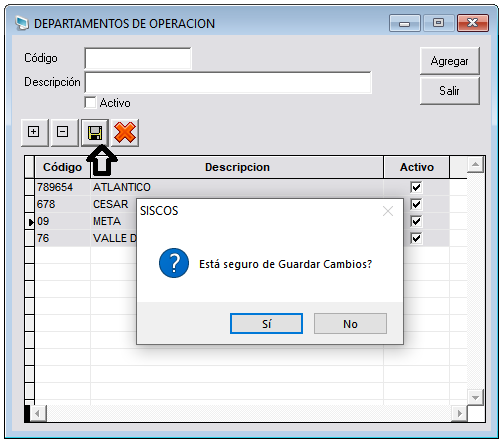 DEPARTAMENTOS DE OPERACION
Código
Agregar
Descripción
Salir
Activo
Código Descripcion Activo
789654 ATLANTICO
678 CESAR
09 META
76 VALLE D
SISCOS
Está seguro de Guardar Cambios?
Sí No